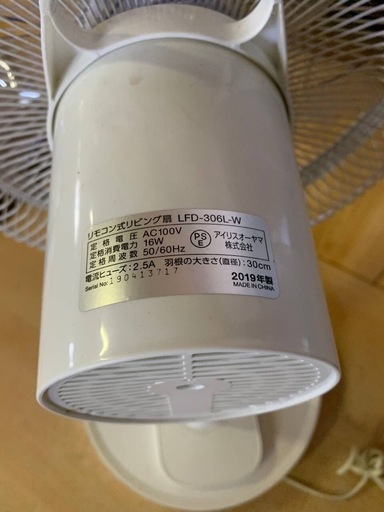 リモコン式リビング扇 LFD-306L-W
定格電圧 AC100V
定格消費電力 16W
定格周波数 50/60Hz
PSE
アイリスオーヤマ
株式会社
電流ヒューズ:2.5A 羽根の大きさ(直径):30cm
Serial No: 190413717
2019年製
MADE IN CHINA